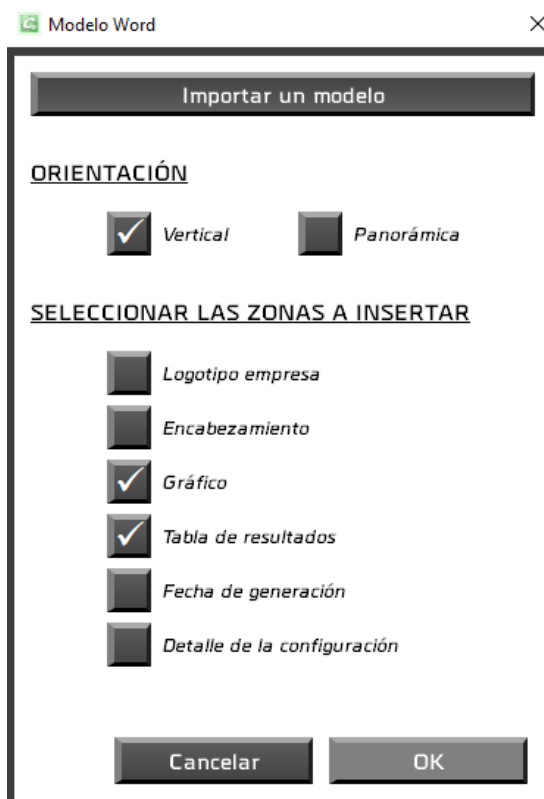 Modelo Word
Importar un modelo
ORIENTACIÓN
Vertical
Panorámica
SELECCIONAR LAS ZONAS A INSERTAR
Logotipo empresa
Encabezamiento
Gráfico
Tabla de resultados
Fecha de generación
Detalle de la configuración
Cancelar
OK